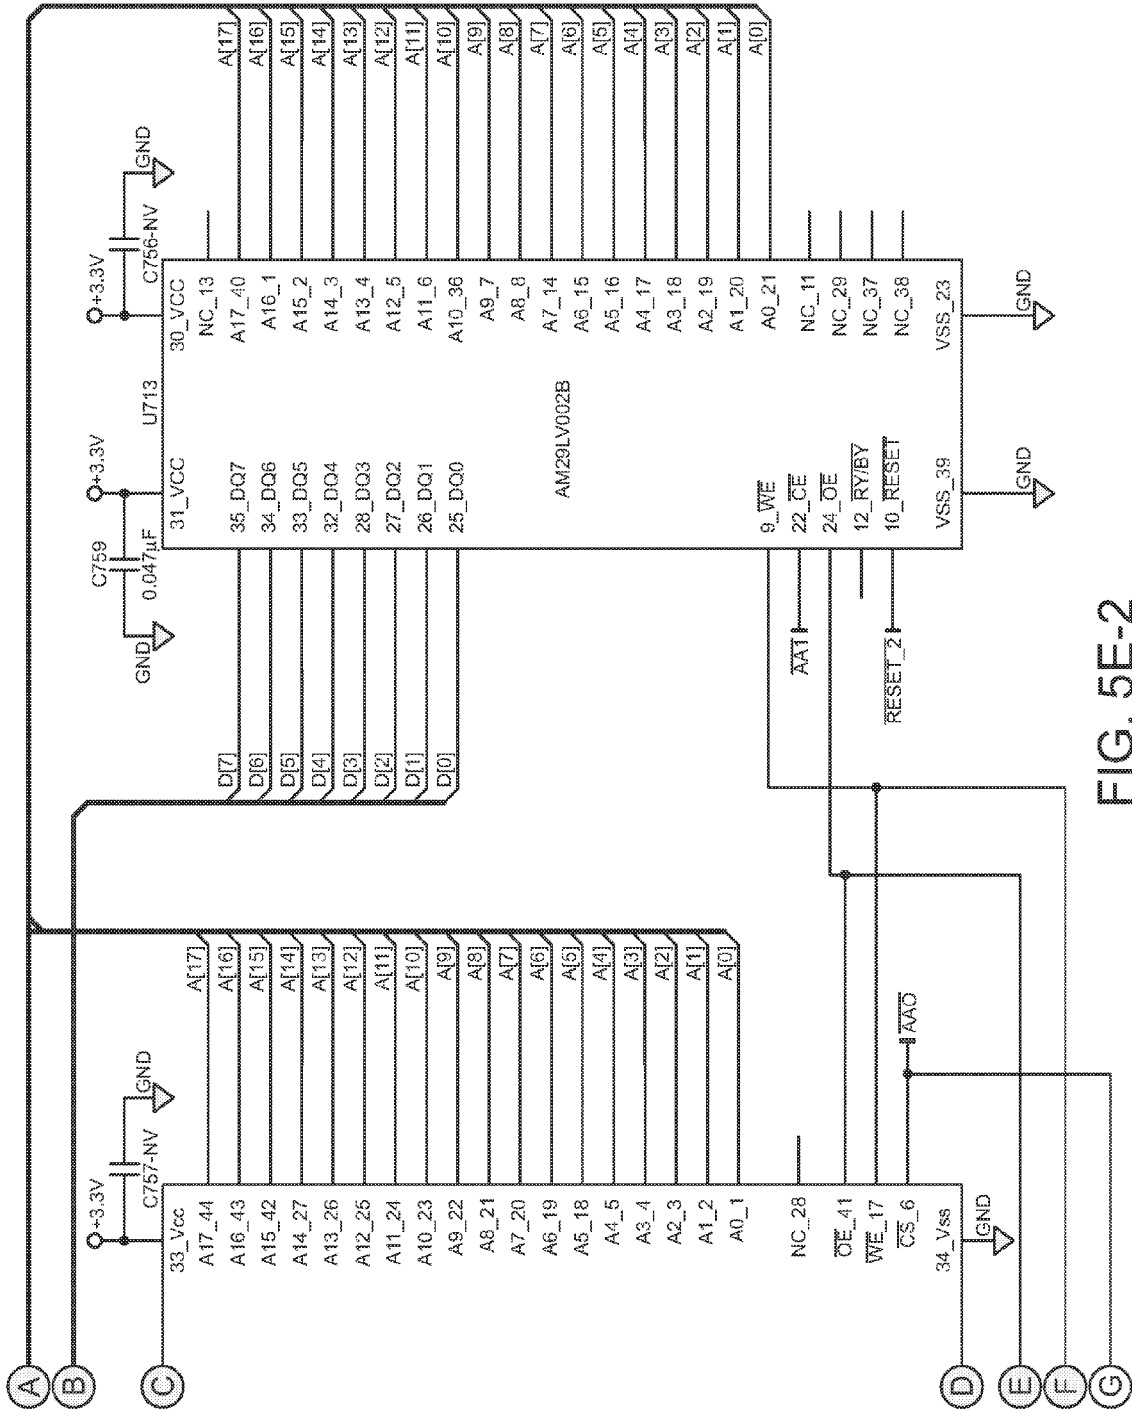 A
B
C
D
E
F
G
+3.3V
C757-NV
GND
33_Vcc
A17_44
A16_43
A15_42
A14_27
A13_26
A12_25
A11_24
A10_23
A9_22
A8_21
A7_20
A6_19
A5_18
A4_5
A3_4
A2_3
A1_2
A0_1
NC_28
OE_41
WE_17
CS_6
34_Vss
GND
A[17]
A[16]
A[15]
A[14]
A[13]
A[12]
A[11]
A[10]
A[9]
A[8]
A[7]
A[6]
A[5]
A[4]
A[3]
A[2]
A[1]
A[0]
AAO
D[7]
D[6]
D[5]
D[4]
D[3]
D[2]
D[1]
D[0]
GND
C759
0.047µF
+3.3V
31_VCC
U713
+3.3V
30_VCC
C756-NV
GND
35_DQ7
34_DQ6
33_DQ5
32_DQ4
28_DQ3
27_DQ2
26_DQ1
25_DQ0
AM29LV002B
9_WE
22_CE
24_OE
12_RY/BY
10_RESET
VSS_39
GND
AA1
RESET_2
NC_13
A17_40
A16_1
A15_2
A14_3
A13_4
A12_5
A11_6
A10_36
A9_7
A8_8
A7_14
A6_15
A5_16
A4_17
A3_18
A2_19
A1_20
A0_21
NC_11
NC_29
NC_37
NC_38
VSS_23
GND
A[17]
A[16]
A[15]
A[14]
A[13]
A[12]
A[11]
A[10]
A[9]
A[8]
A[7]
A[6]
A[5]
A[4]
A[3]
A[2]
A[1]
A[0]
FIG. 5E-2